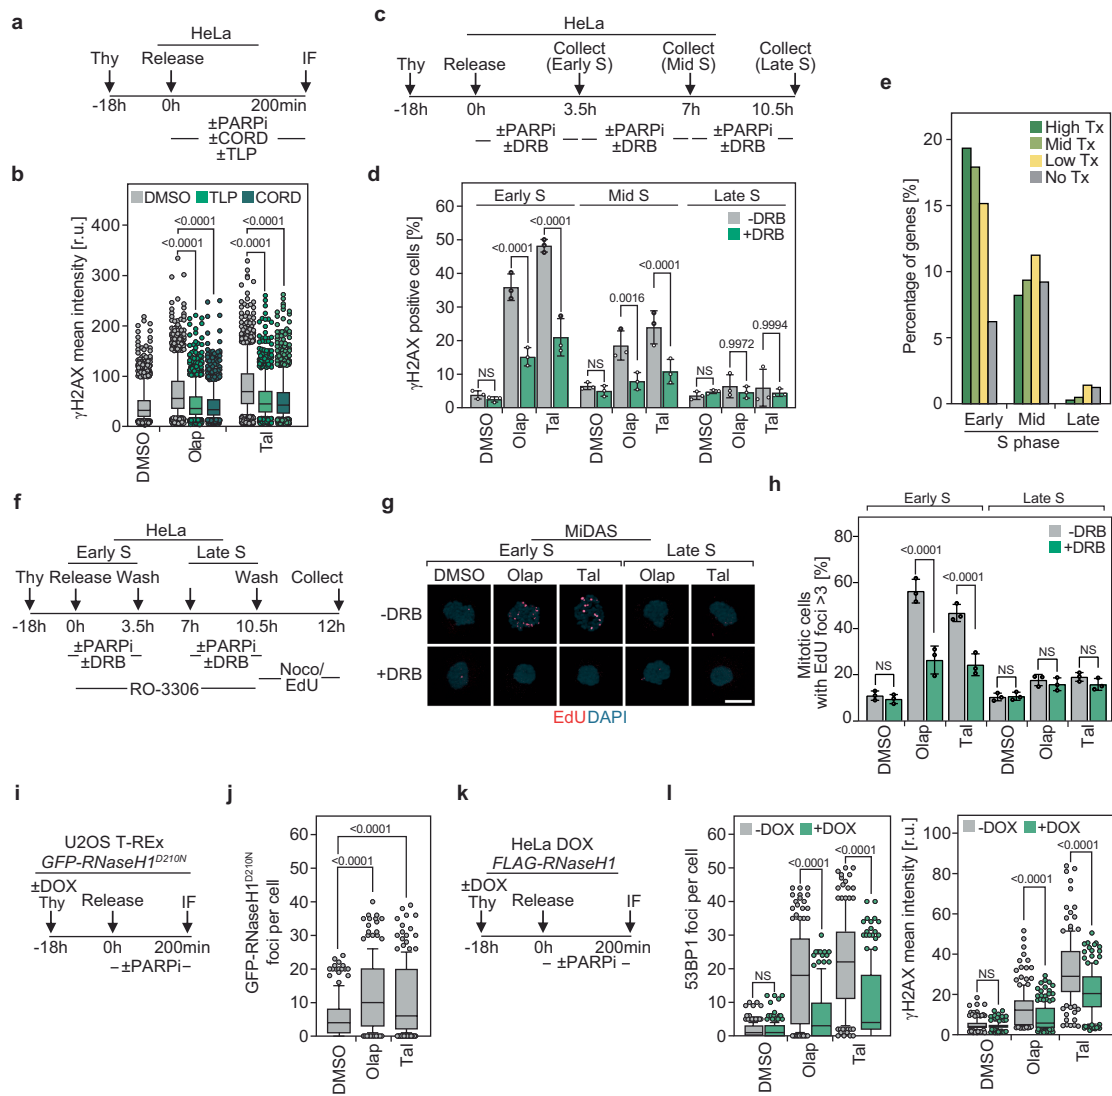 a
HeLa
Thy Release IF
-18h 0h 200min
±PARPi
±CORD
±TLP
b
DMSO TLP CORD
γH2AX mean intensity [r.u.]
400
300
200
100
0
<0.0001
<0.0001
<0.0001
<0.0001
DMSO
Olap
Tal
c
HeLa
Thy Release Collect (Early S) Collect (Mid S) Collect (Late S)
-18h 0h 3.5h 7h 10.5h
±PARPi ±PARPi ±PARPi
±DRB ±DRB ±DRB
d
γH2AX positive cells [%]
60
50
40
30
20
10
0
Early S Mid S Late S
-DRB
+DRB
NS <0.0001 <0.0001
NS 0.0016 <0.0001
NS 0.9972 0.9994
DMSO Olap Tal DMSO Olap Tal DMSO Olap Tal
e
Percentage of genes [%]
20
15
10
5
0
High Tx
Mid Tx
Low Tx
No Tx
Early Mid Late
S phase
f
HeLa
Early S Late S
Thy Release Wash Wash Collect
-18h 0h 3.5h 7h 10.5h 12h
±PARPi ±PARPi
±DRB ±DRB
RO-3306
Noco/
EdU
g
MiDAS
Early S Late S
DMSO Olap Tal Olap Tal
-DRB
+DRB
EdU DAPI
h
Mitotic cells
with EdU foci >3 [%]
80
60
40
20
0
Early S Late S
-DRB
+DRB
NS <0.0001 <0.0001 NS NS NS
DMSO Olap Tal DMSO Olap Tal
i
U2OS T-REx
GFP-RNaseH1D210N
±DOX
Thy Release IF
-18h 0h 200min
±PARPi
j
GFP-RNaseH1D210N
foci per cell
60
50
40
30
20
10
0
<0.0001
<0.0001
DMSO Olap Tal
k
HeLa DOX
FLAG-RNaseH1
±DOX
Thy Release IF
-18h 0h 200min
±PARPi
l
53BP1 foci per cell
60
50
40
30
20
10
0
-DOX +DOX
NS <0.0001 <0.0001
DMSO Olap Tal
γH2AX mean intensity [r.u.]
100
80
60
40
20
0
-DOX +DOX
NS <0.0001 <0.0001
DMSO Olap Tal